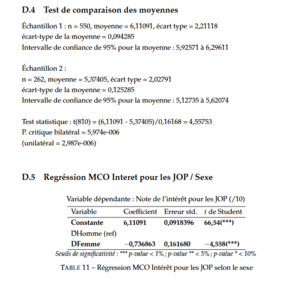 D.4 Test de comparaison des moyennes
Échantillon 1 : n = 550, moyenne = 6,11091, écart type = 2,21118
écart-type de la moyenne = 0,094285
Intervalle de confiance de 95% pour la moyenne : 5,92571 à 6,29611
Échantillon 2 :
n = 262, moyenne = 5,37405, écart type = 2,02791
écart-type de la moyenne = 0,125285
Intervalle de confiance de 95% pour la moyenne : 5,12735 à 5,62074
Test statistique : t(810) = (6,11091 - 5,37405)/0,16168 = 4,55753
P. critique bilatéral = 5,974e-006
(unilatéral = 2,987e-006)
D.5 Regréssion MCO Interet pour les JOP / Sexe
Variable dépendante : Note de l'intérêt pour les JOP (/10)
Variable Coefficient Erreur std. t de Student
Constante 6,11091 0,0918396 66,54(***)
DHomme (ref)
DFemme −0,736863 0,161680 −4,558(***)
Seuils de significativité : *** p-value < 1% ; p-value ** < 5% ; p-value * < 10%
TABLE 11 – Régression MCO Intérêt pour les JOP selon le sexe